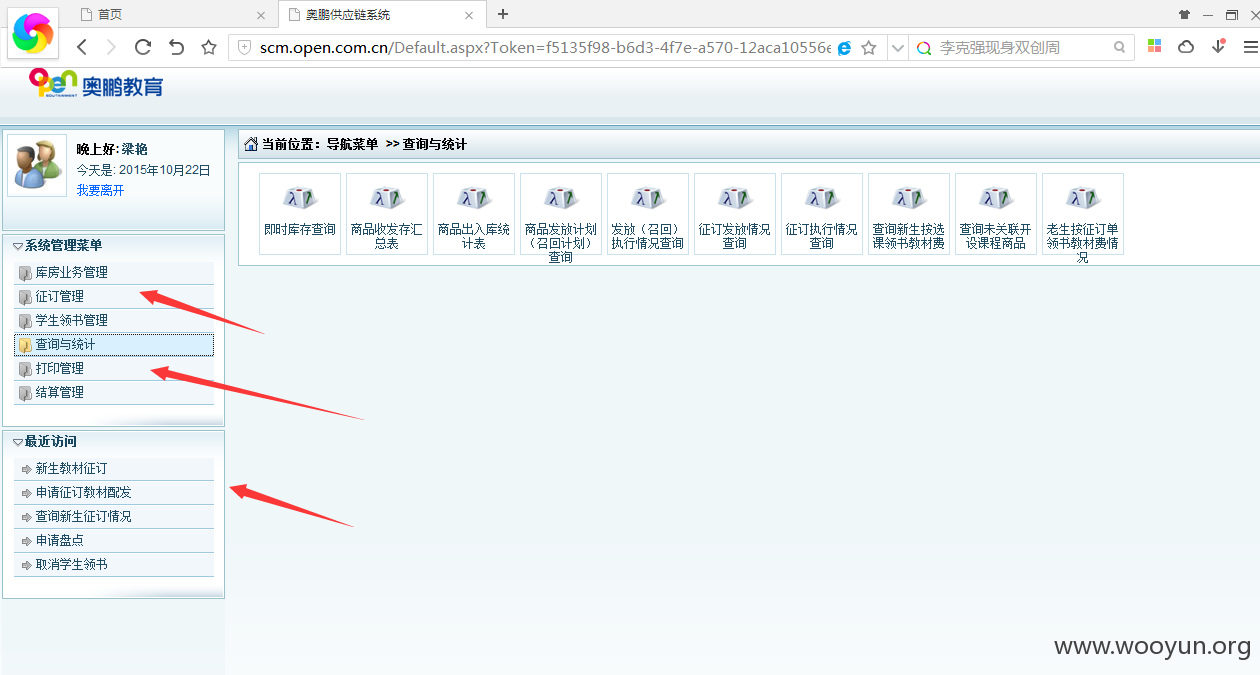 首页
奥鹏供应链系统
scm.open.com.cn/Default.aspx?Token=f5135f98-b6d3-4f7e-a570-12aca10556e
李克强现身双创周
open
奥鹏教育
晚上好:梁艳
今天是: 2015年10月22日
我要离开
当前位置：导航菜单 >> 查询与统计
即时库存查询
商品收发存汇
总表
商品出入库统
计表
商品发放计划
（召回计划）
查询
发放（召回）
执行情况查询
征订发放情况
查询
征订执行情况
查询
查询新生按选
课领书教材费
查询未关联开
设课程商品
老生按征订单
领书教材费情
况
系统管理菜单
库房业务管理
征订管理
学生领书管理
查询与统计
打印管理
结算管理
最近访问
新生教材征订
申请征订教材配发
查询新生征订情况
申请盘点
取消学生领书
www.wooyun.org